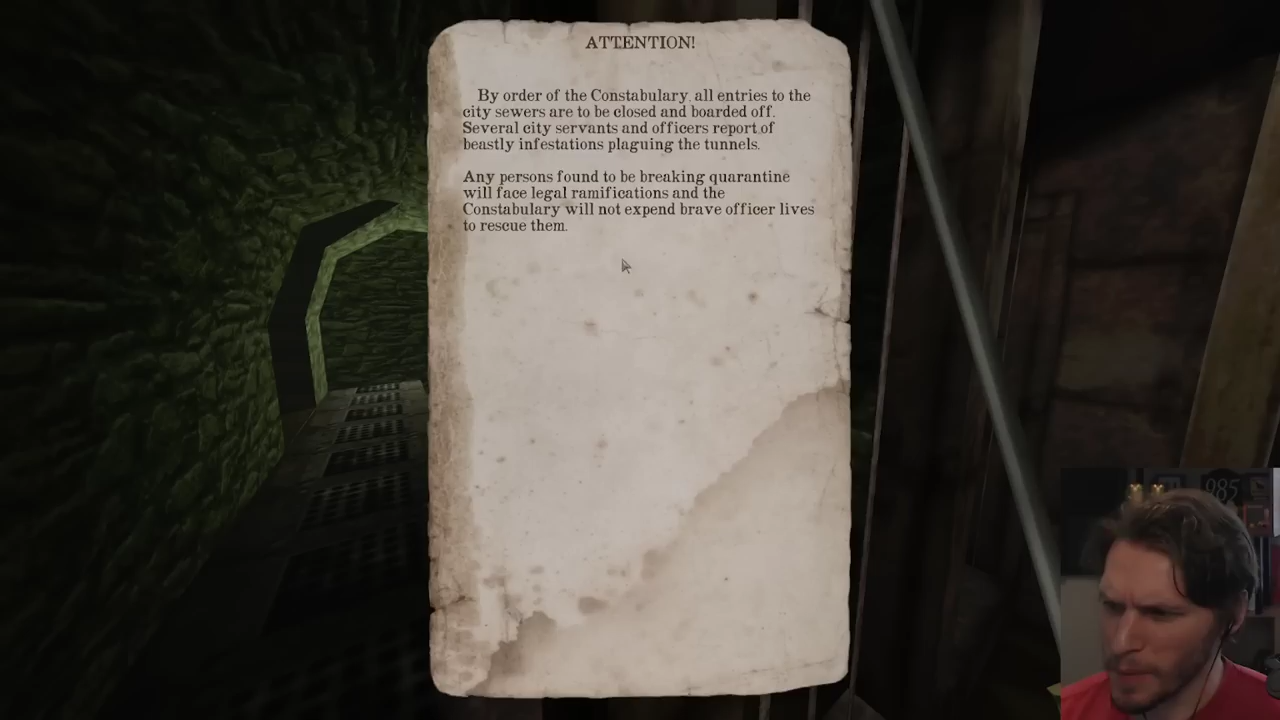 ATTENTION!
By order of the Constabulary, all entries to the
city sewers are to be closed and boarded off.
Several city servants and officers report of
beastly infestations plaguing the tunnels.
Any persons found to be breaking quarantine
will face legal ramifications and the
Constabulary will not expend brave officer lives
to rescue them.
985